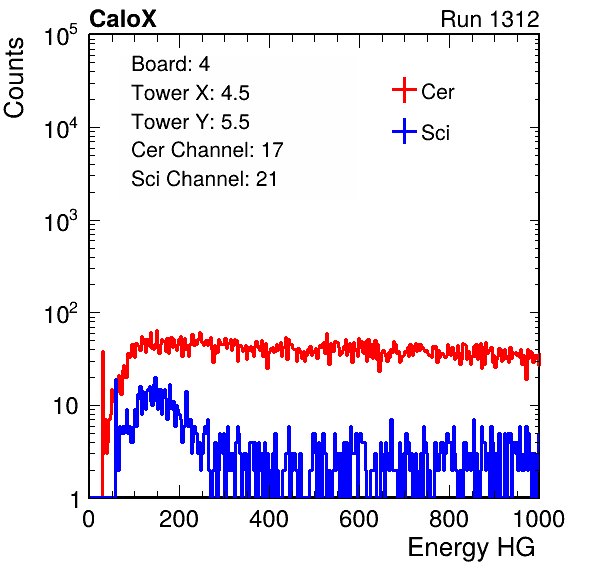 CaloX Run 1312
Counts
Board: 4
Tower X: 4.5
Tower Y: 5.5
Cer Channel: 17
Sci Channel: 21
Cer
Sci
10^5
10^4
10^3
10^2
10
1
0 200 400 600 800 1000
Energy HG